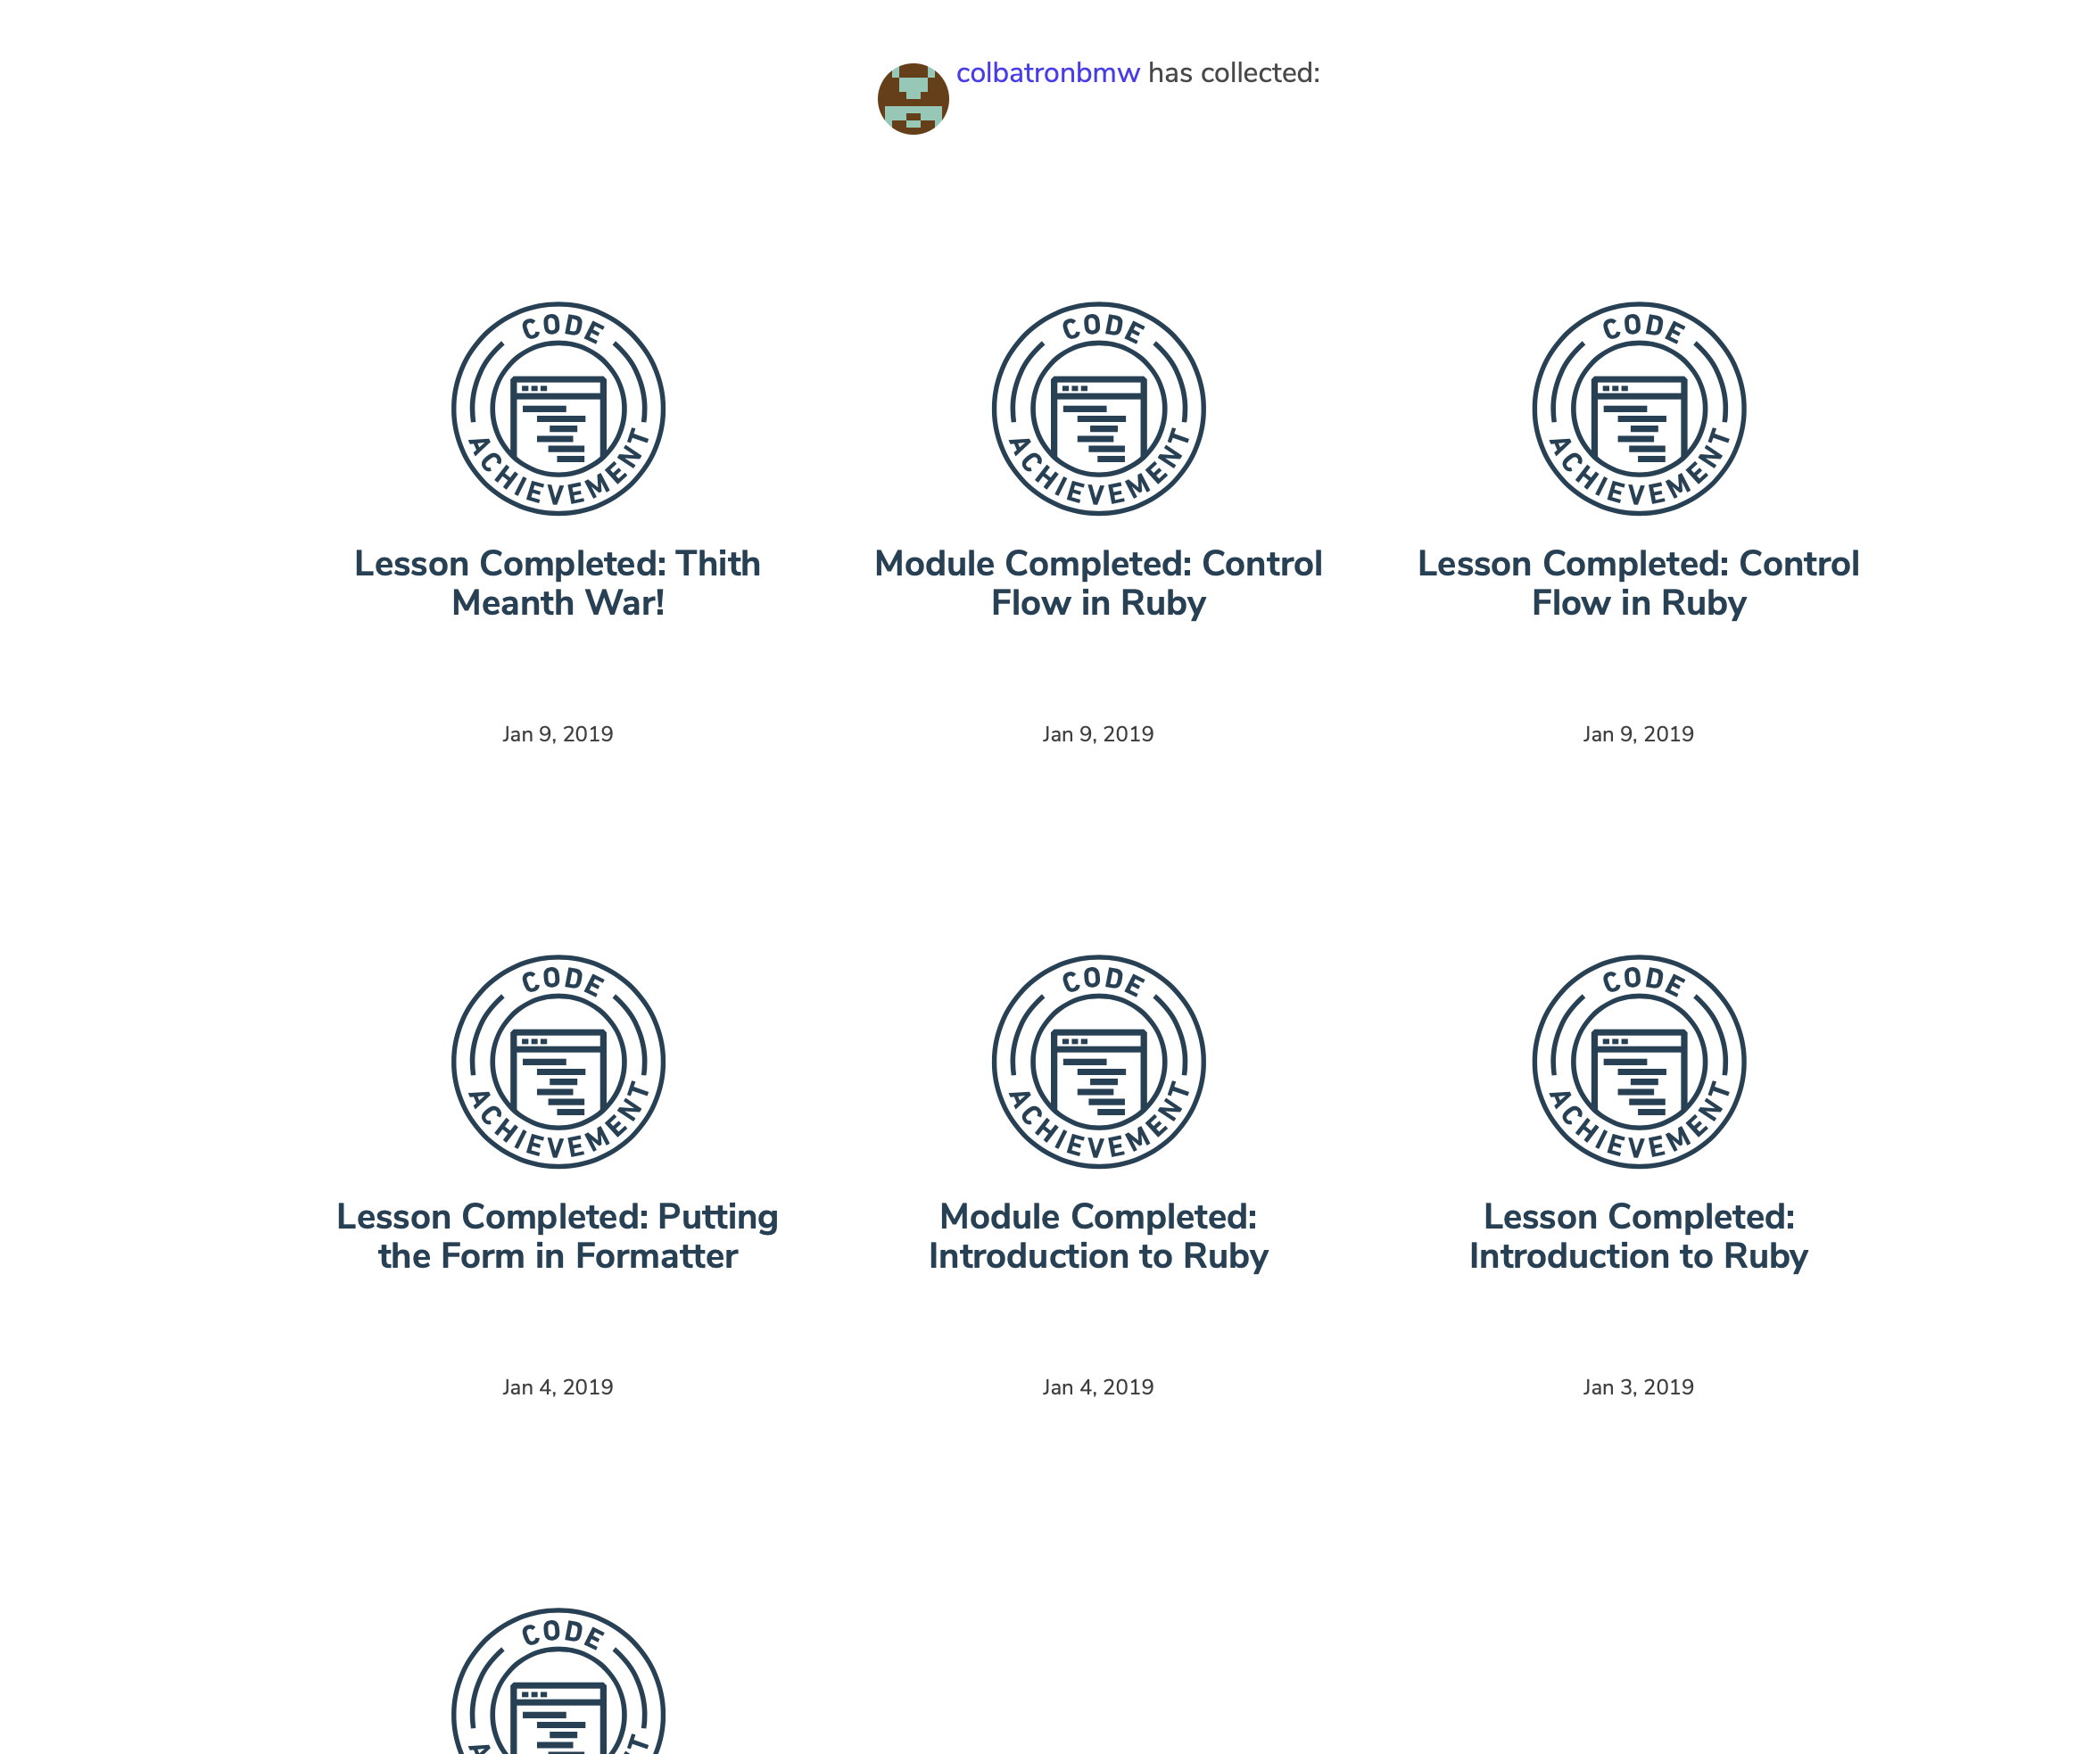 colbatronbmw has collected:
CODE
ACHIEVEMENT
CODE
ACHIEVEMENT
CODE
ACHIEVEMENT
Lesson Completed: Thith
Meanth War!
Module Completed: Control
Flow in Ruby
Lesson Completed: Control
Flow in Ruby
Jan 9, 2019
Jan 9, 2019
Jan 9, 2019
CODE
ACHIEVEMENT
CODE
ACHIEVEMENT
CODE
ACHIEVEMENT
Lesson Completed: Putting
the Form in Formatter
Module Completed:
Introduction to Ruby
Lesson Completed:
Introduction to Ruby
Jan 4, 2019
Jan 4, 2019
Jan 3, 2019
CODE